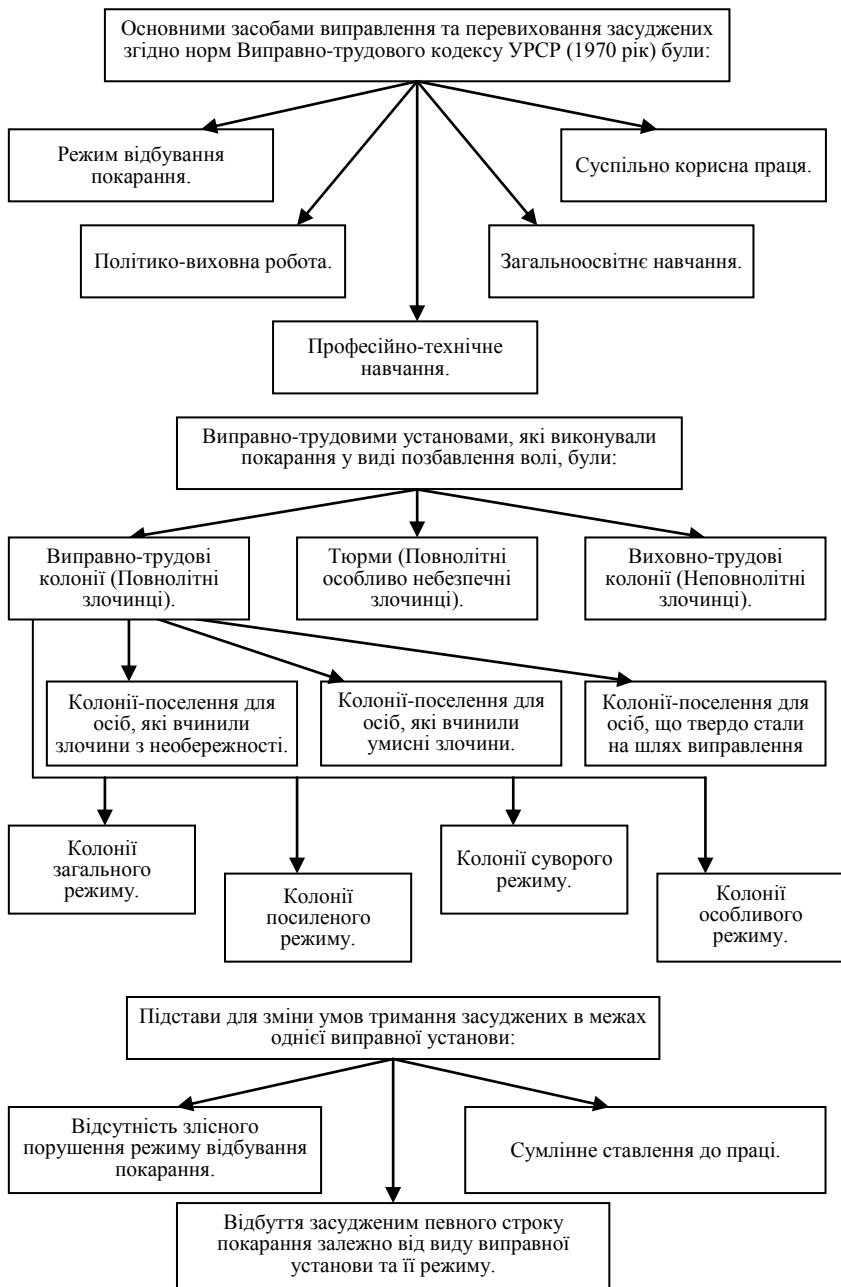 Основними засобами виправлення та перевиховання засуджених
згідно норм Виправно-трудового кодексу УРСР (1970 рік) були:
Режим відбування
покарання.
Суспільно корисна праця.
Політико-виховна робота.
Загальноосвітнє навчання.
Професійно-технічне
навчання.
Виправно-трудовими установами, які виконували
покарання у виді позбавлення волі, були:
Виправно-трудові
колонії (Повнолітні
злочинці).
Тюрми (Повнолітні
особливо небезпечні
злочинці).
Виховно-трудові
колонії (Неповнолітні
злочинці).
Колонії-поселення для
осіб, які вчинили
злочини з необережності.
Колонії-поселення для
осіб, які вчинили
умисні злочини.
Колонії-поселення для
осіб, що твердо стали
на шлях виправлення
Колонії
загального
режиму.
Колонії
посиленого
режиму.
Колонії суворого
режиму.
Колонії
особливого
режиму.
Підстави для зміни умов тримання засуджених в межах
однієї виправної установи:
Відсутність злісного
порушення режиму відбування
покарання.
Сумлінне ставлення до праці.
Відбуття засудженим певного строку
покарання залежно від виду виправної
установи та її режиму.